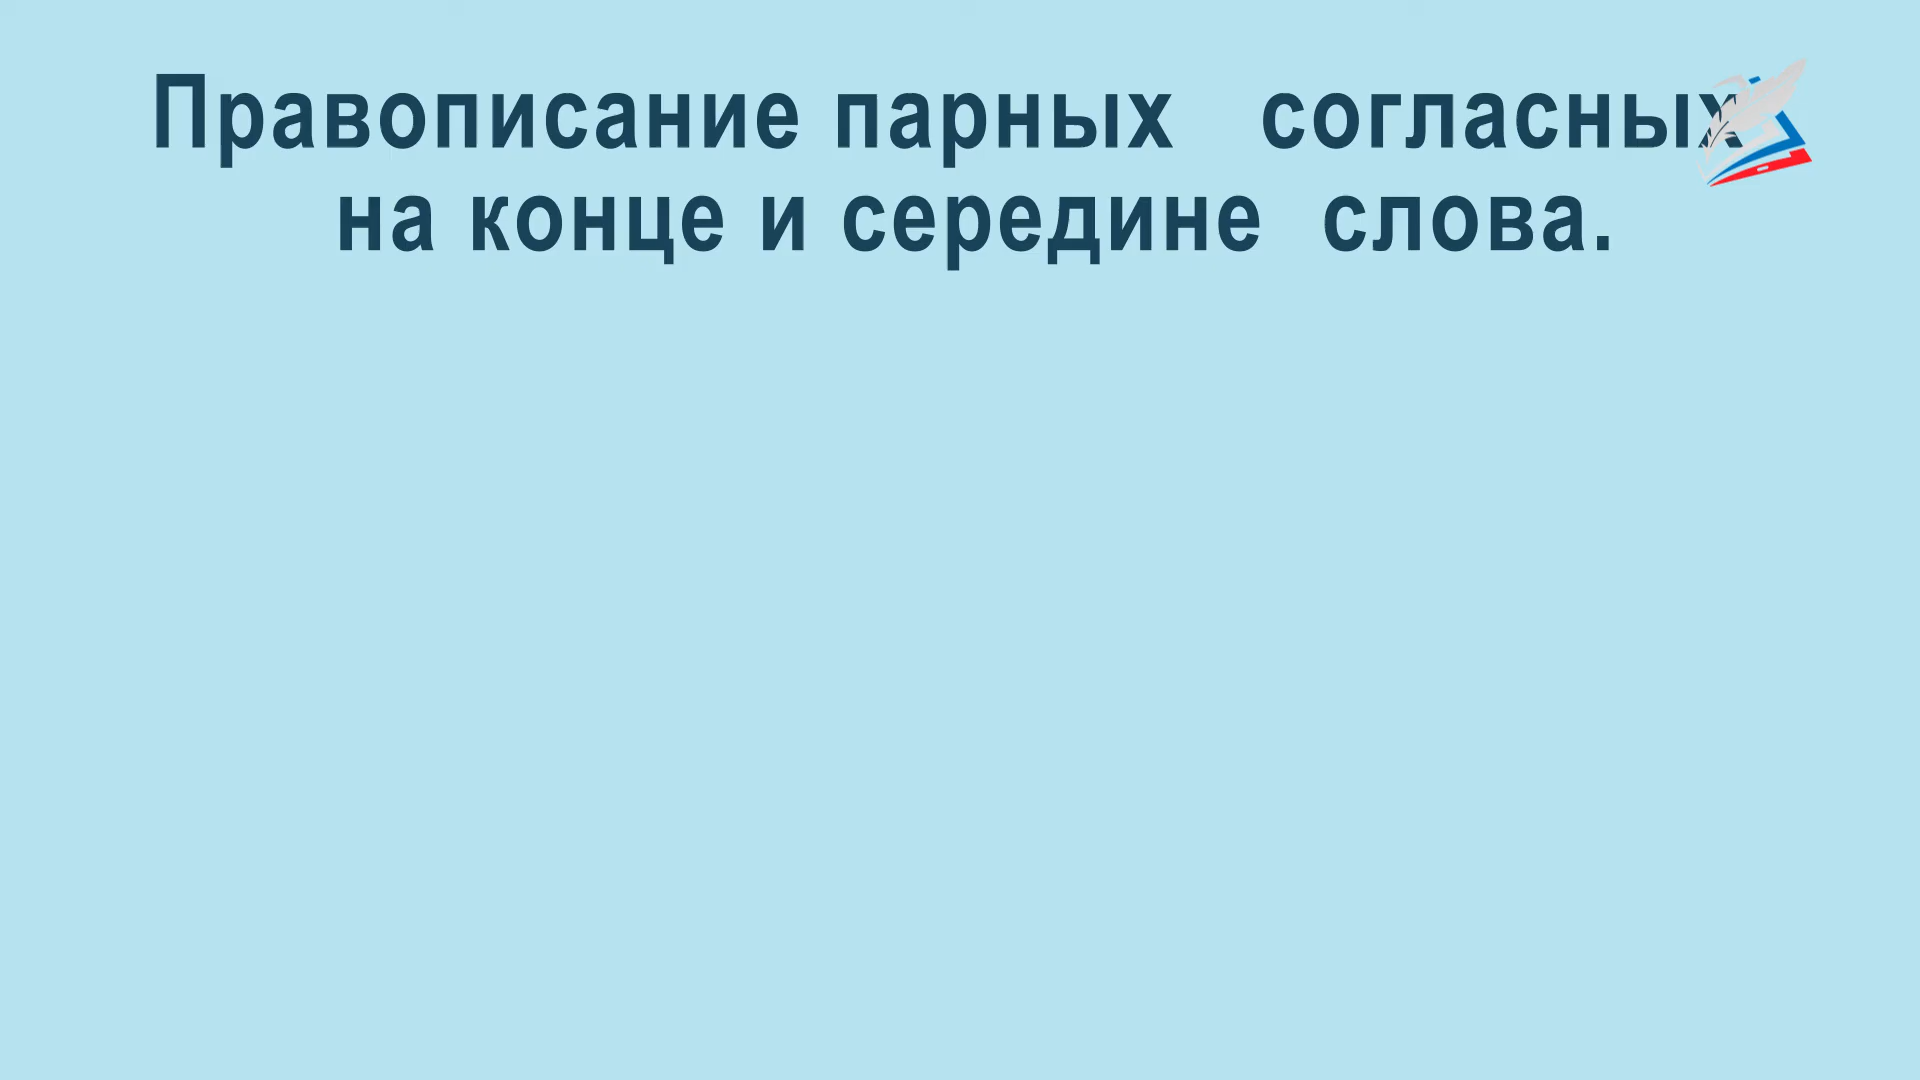 Правописание парных согласных
на конце и середине слова.